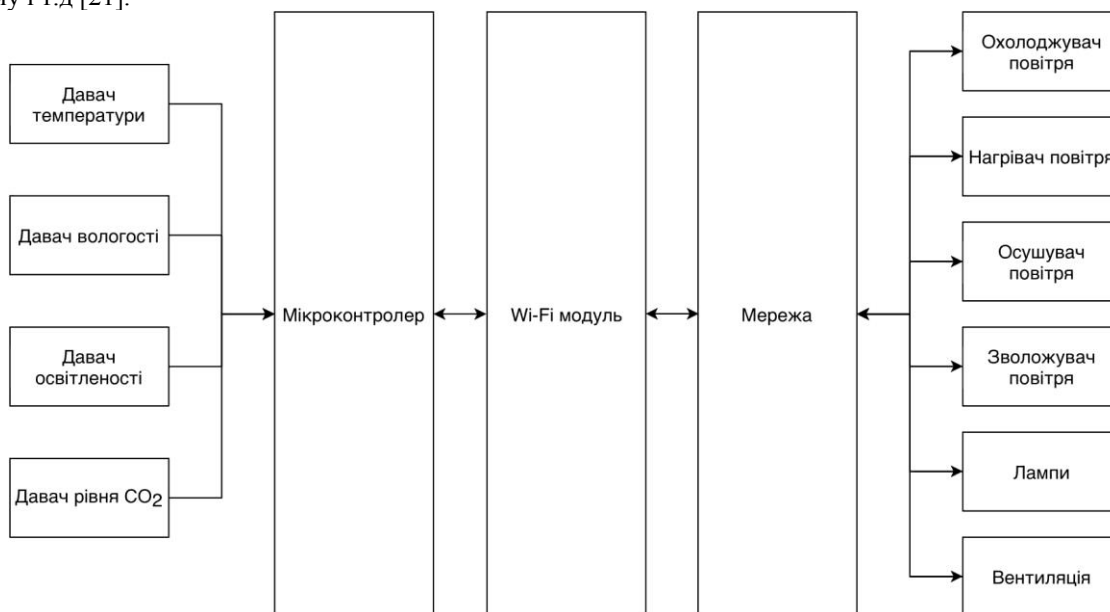 [21].
Давач
температури
Давач вологості
Давач
освітленості
Давач рівня CO₂
Мікроконтролер
Wi-Fi модуль
Мережа
Охолоджувач
повітря
Нагрівач повітря
Осушувач
повітря
Зволожувач
повітря
Лампи
Вентиляція